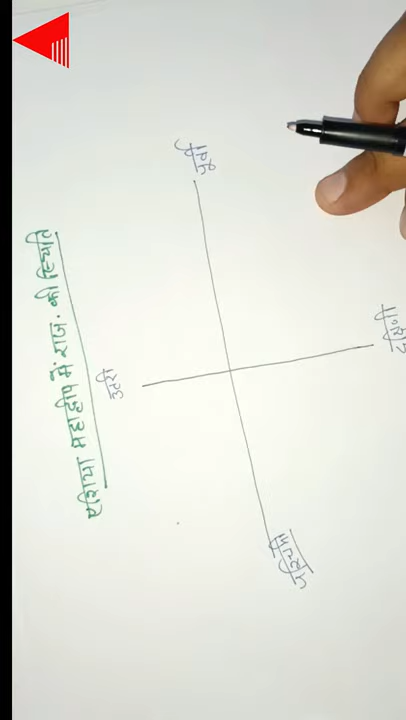 एशिया महाद्वीप में राज. की स्थिति
उत्तरी
पूर्वी
पश्चिमी
दक्षिणी